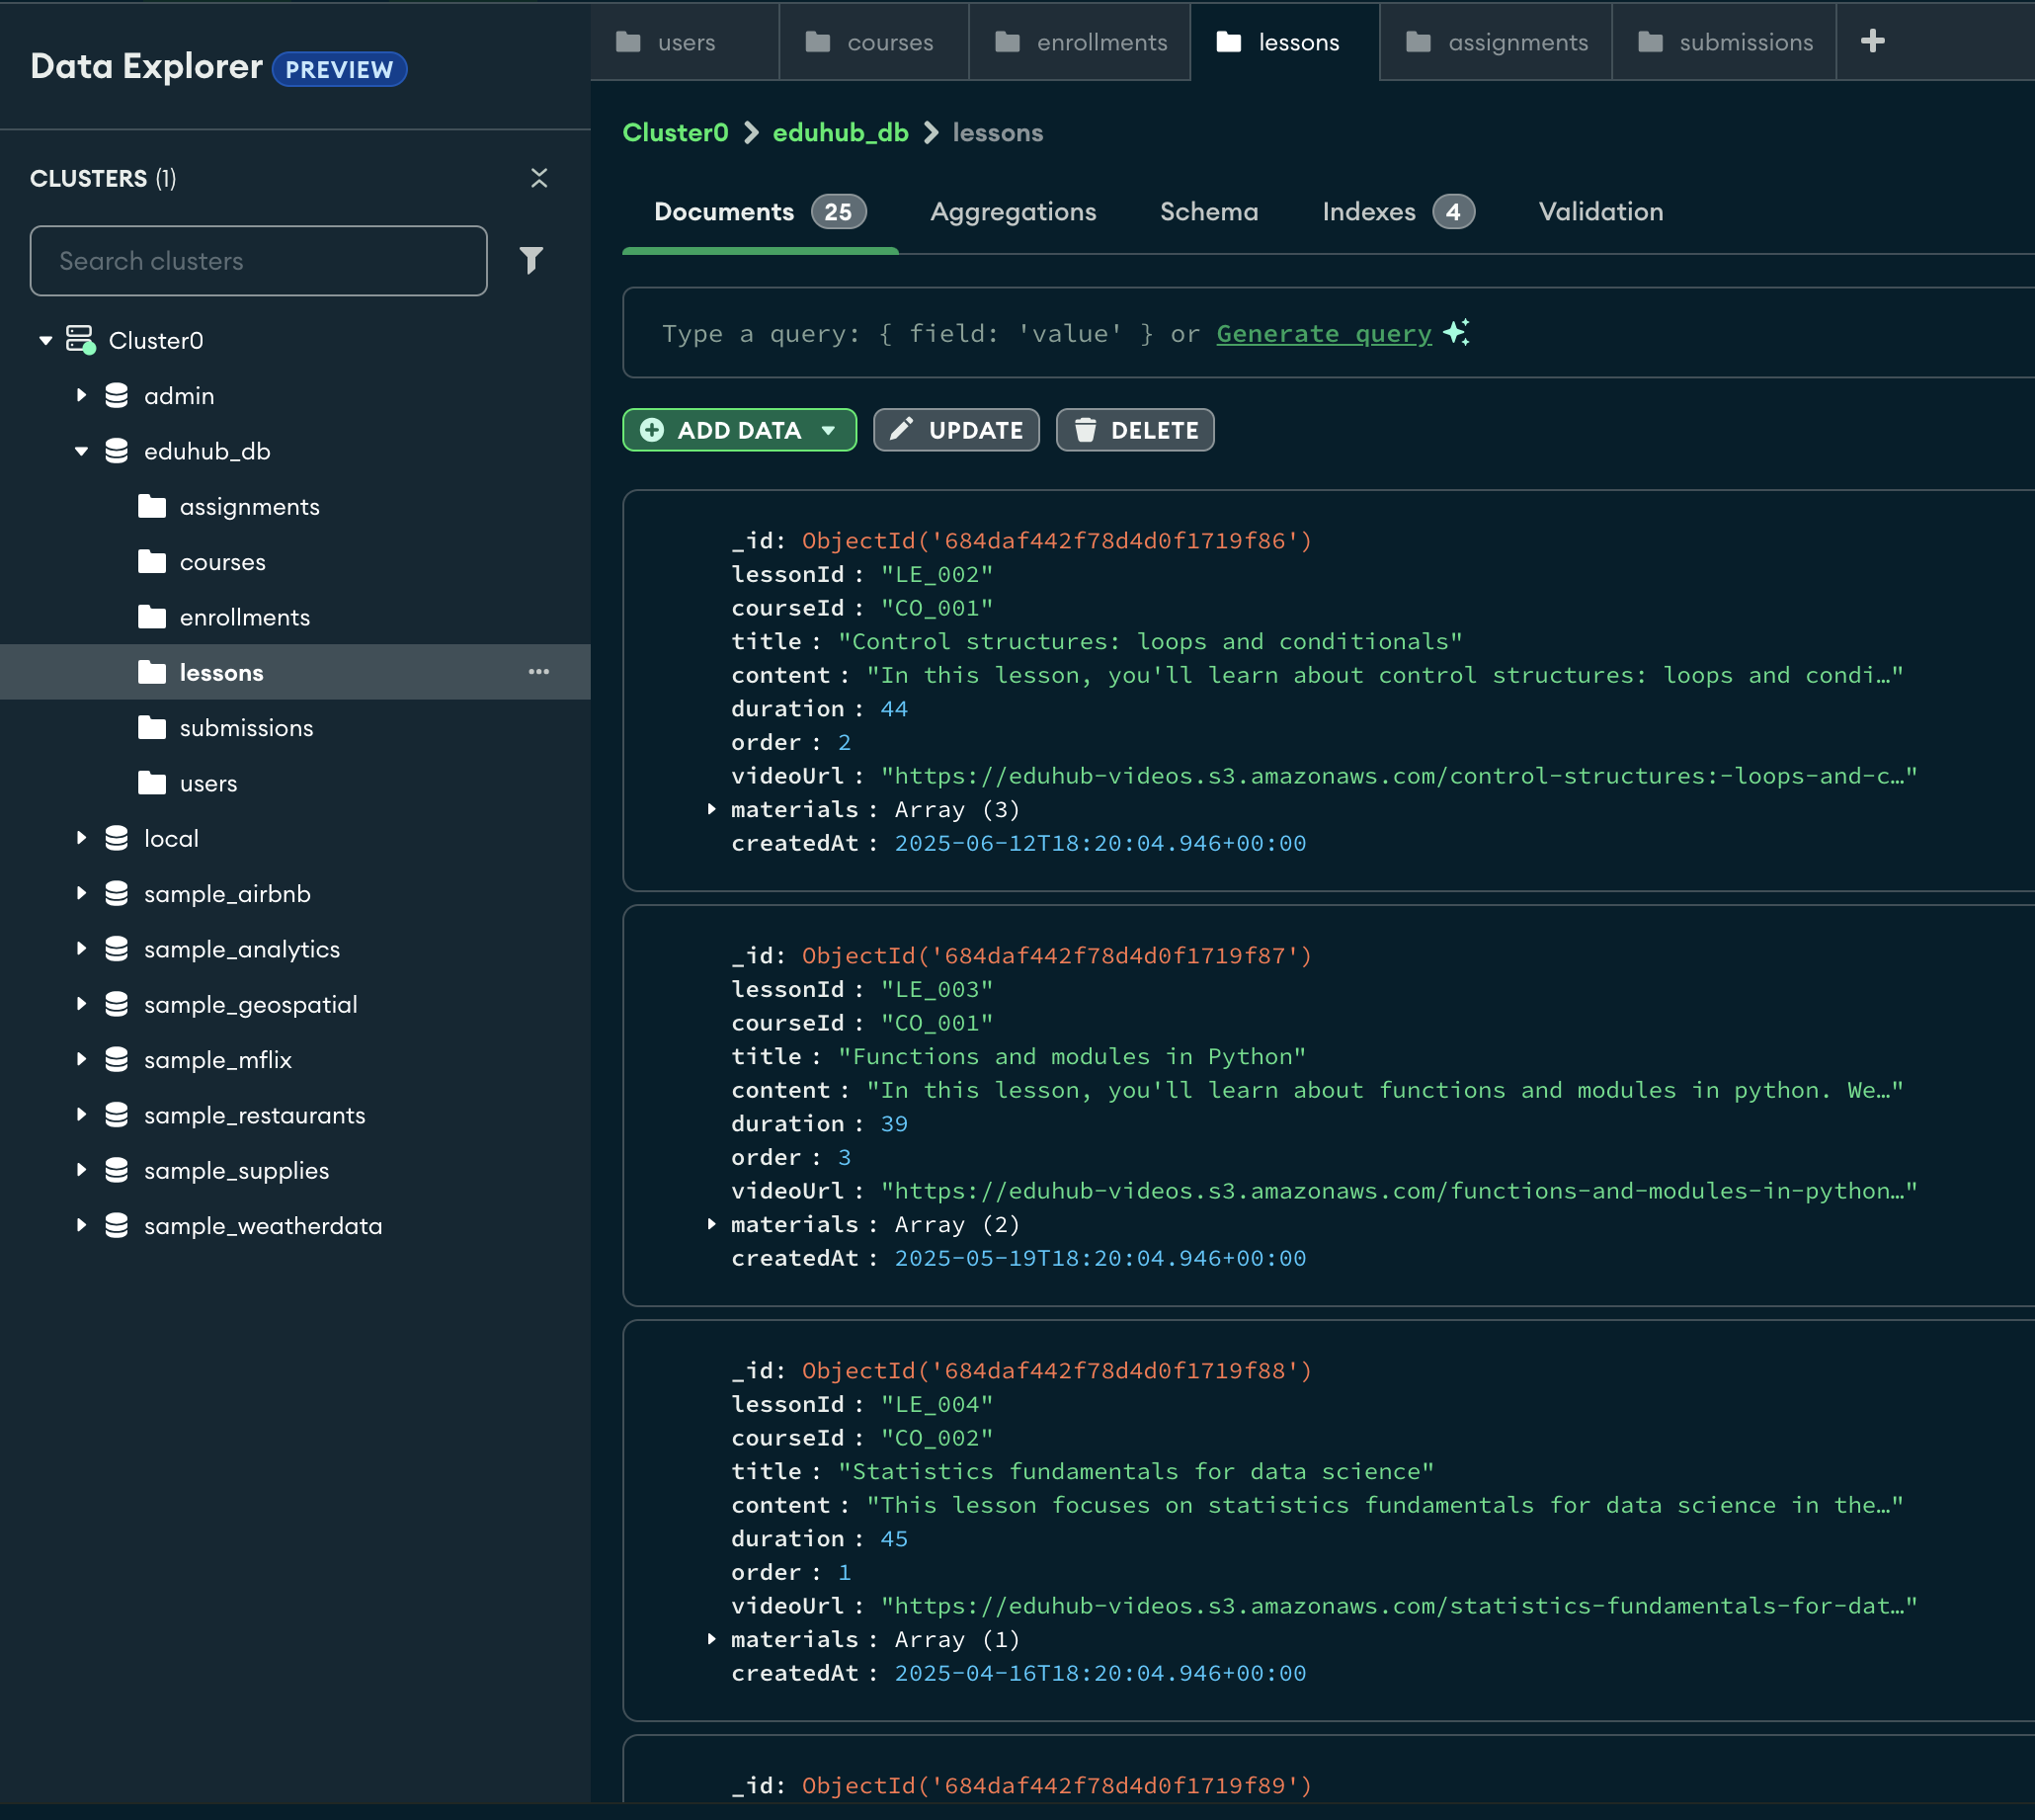 Data Explorer PREVIEW
CLUSTERS (1)
Search clusters
Cluster0
admin
eduhub_db
assignments
courses
enrollments
lessons
submissions
users
local
sample_airbnb
sample_analytics
sample_geospatial
sample_mflix
sample_restaurants
sample_supplies
sample_weatherdata
users courses enrollments lessons assignments submissions
Cluster0 > eduhub_db > lessons
Documents 25 Aggregations Schema Indexes 4 Validation
Type a query: { field: 'value' } or Generate query
ADD DATA UPDATE DELETE
_id: ObjectId('684daf442f78d4d0f1719f86')
lessonId : "LE_002"
courseId : "CO_001"
title : "Control structures: loops and conditionals"
content : "In this lesson, you'll learn about control structures: loops and condi…"
duration : 44
order : 2
videoUrl : "https://eduhub-videos.s3.amazonaws.com/control-structures:-loops-and-c…"
materials : Array (3)
createdAt : 2025-06-12T18:20:04.946+00:00
_id: ObjectId('684daf442f78d4d0f1719f87')
lessonId : "LE_003"
courseId : "CO_001"
title : "Functions and modules in Python"
content : "In this lesson, you'll learn about functions and modules in python. We…"
duration : 39
order : 3
videoUrl : "https://eduhub-videos.s3.amazonaws.com/functions-and-modules-in-python…"
materials : Array (2)
createdAt : 2025-05-19T18:20:04.946+00:00
_id: ObjectId('684daf442f78d4d0f1719f88')
lessonId : "LE_004"
courseId : "CO_002"
title : "Statistics fundamentals for data science"
content : "This lesson focuses on statistics fundamentals for data science in the…"
duration : 45
order : 1
videoUrl : "https://eduhub-videos.s3.amazonaws.com/statistics-fundamentals-for-dat…"
materials : Array (1)
createdAt : 2025-04-16T18:20:04.946+00:00
_id: ObjectId('684daf442f78d4d0f1719f89')